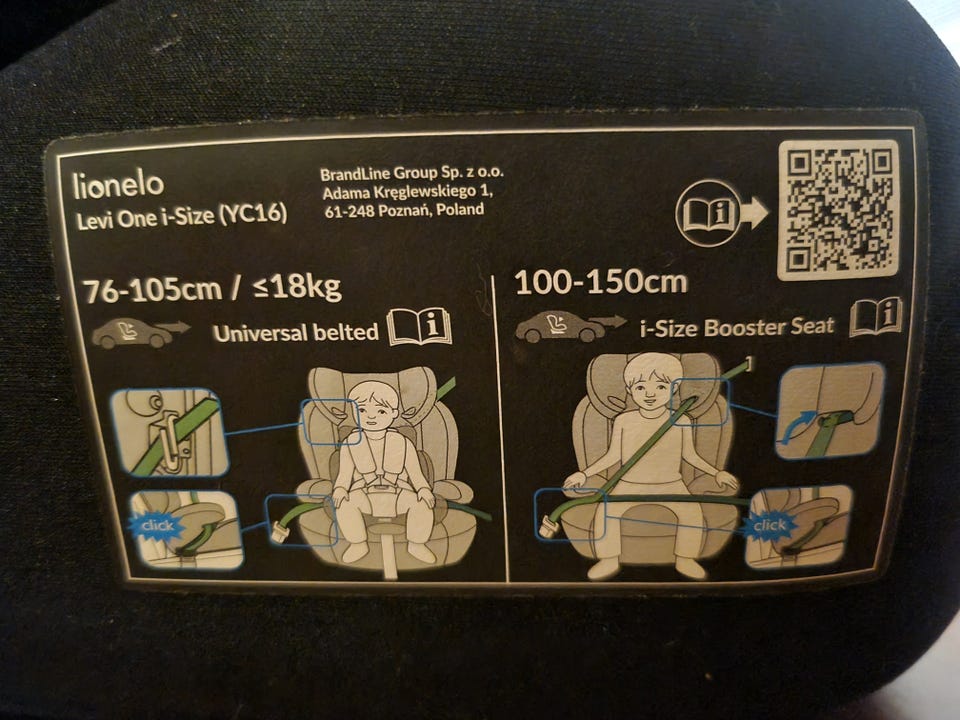 lionelo
Levi One i-Size (YC16)
BrandLine Group Sp. z o.o.
Adama Kręglewskiego 1,
61-248 Poznań, Poland
i
76-105cm / ≤18kg
Universal belted
i
click
100-150cm
i-Size Booster Seat
i
click